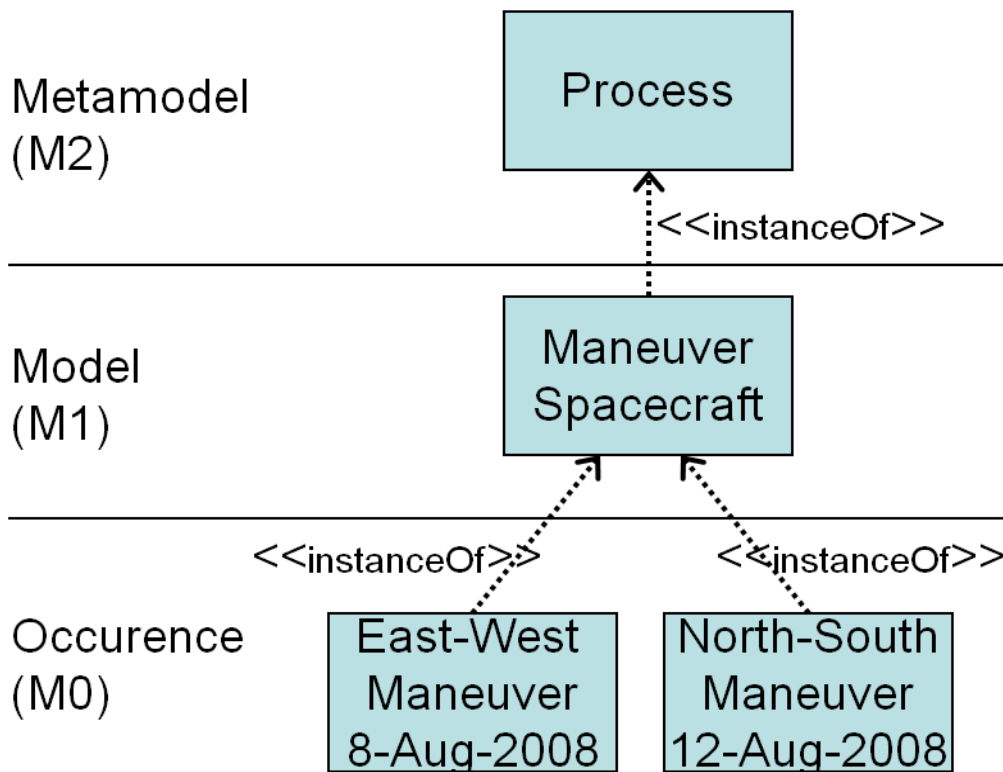 Metamodel
(M2)
Process
<<instanceOf>>
Model
(M1)
Maneuver
Spacecraft
<<instanceOf>>
<<instanceOf>>
Occurence
(M0)
East-West
Maneuver
8-Aug-2008
North-South
Maneuver
12-Aug-2008